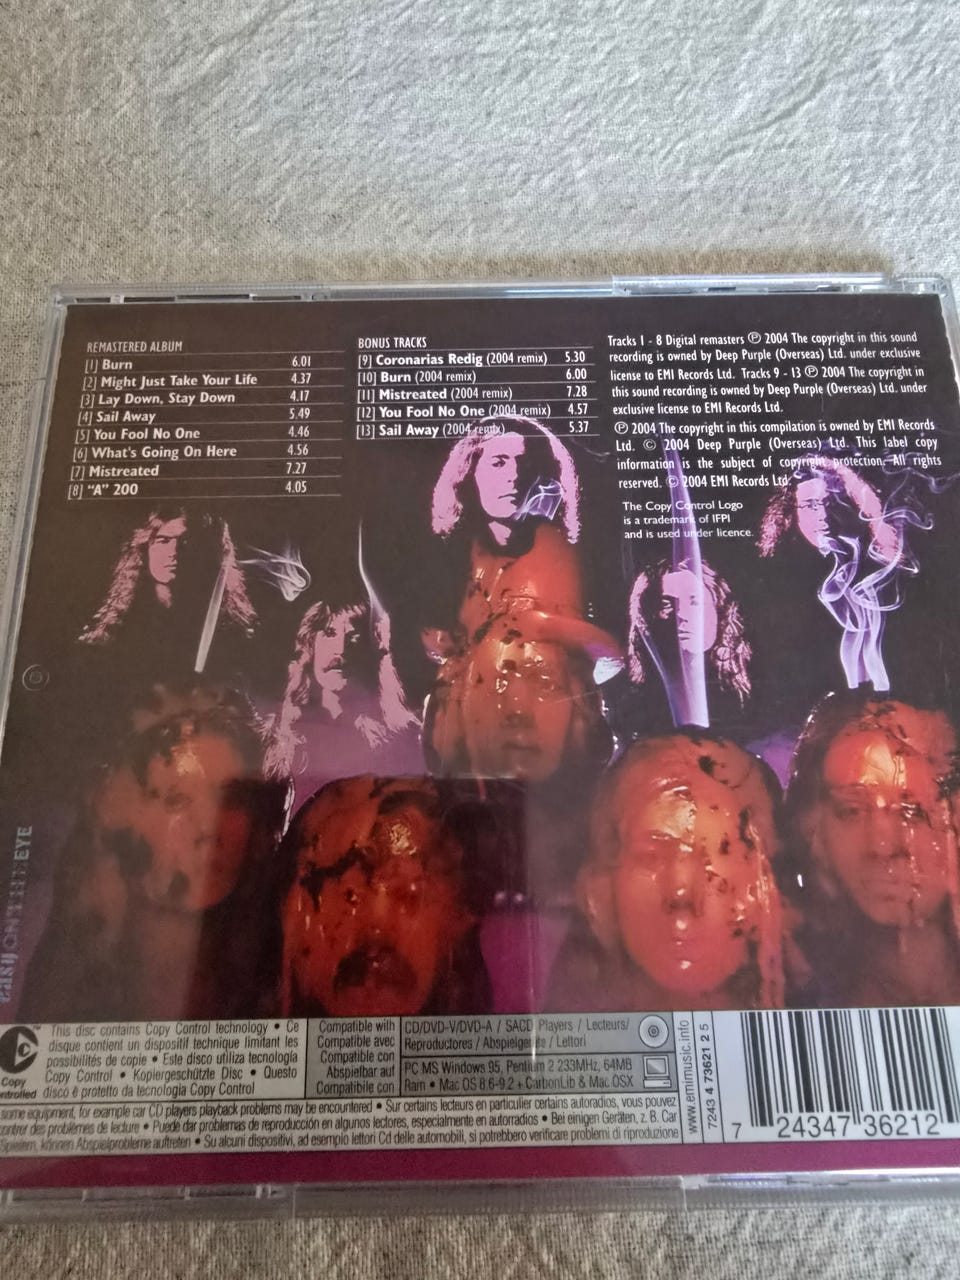 REMASTERED ALBUM
[1] Burn 6.01
[2] Might Just Take Your Life 4.37
[3] Lay Down, Stay Down 4.17
[4] Sail Away 5.49
[5] You Fool No One 4.46
[6] What's Going On Here 4.56
[7] Mistreated 7.27
[8] "A" 200 4.05
BONUS TRACKS
[9] Coronarias Redig (2004 remix) 5.30
[10] Burn (2004 remix) 6.00
[11] Mistreated (2004 remix) 7.28
[12] You Fool No One (2004 remix) 4.57
[13] Sail Away (2004 remix) 5.37
Tracks 1 - 8 Digital remasters ℗ 2004 The copyright in this sound
recording is owned by Deep Purple (Overseas) Ltd. under exclusive
license to EMI Records Ltd. Tracks 9 - 13 ℗ 2004 The copyright in
this sound recording is owned by Deep Purple (Overseas) Ltd. under
exclusive license to EMI Records Ltd.
℗ 2004 The copyright in this compilation is owned by EMI Records
Ltd. © 2004 Deep Purple (Overseas) Ltd. This label copy
information is the subject of copyright protection. All rights
reserved. © 2004 EMI Records Ltd.
The Copy Control Logo
is a trademark of IFPI
and is used under licence.
Copy
This disc contains Copy Control technology • Ce
disque contient un dispositif technique limitant les
possibilités de copie • Este disco utiliza tecnología
Copy Control • Kopiergeschützte Disc • Questo
disco è protetto da tecnologia Copy Control
Compatible with
Compatible avec
Compatible con
Abspielbar auf
Compatibile con
CD/DVD-V/DVD-A / SACD Players / Lecteurs/
Reproductores / Abspielgeräte / Lettori
PC MS Windows 95, Pentium 2 233MHz, 64MB
Ram • Mac OS 8.6-9.2 + CarbonLib & Mac OSX
some equipment, for example car CD players playback problems may be encountered • Sur certains lecteurs en particulier certains autoradios, vous pouvez
des problèmes de lecture • Puede dar problemas de reproducción en algunos lectores, especialmente en autorradios • Bei einigen Geräten, z. B. Car
können Abspielprobleme auftreten • Su alcuni dispositivi, ad esempio lettori Cd delle automobili, si potrebbero verificare problemi di riproduzione
www.emimusic.info
7243 4 73621 2 5
7 24347 36212